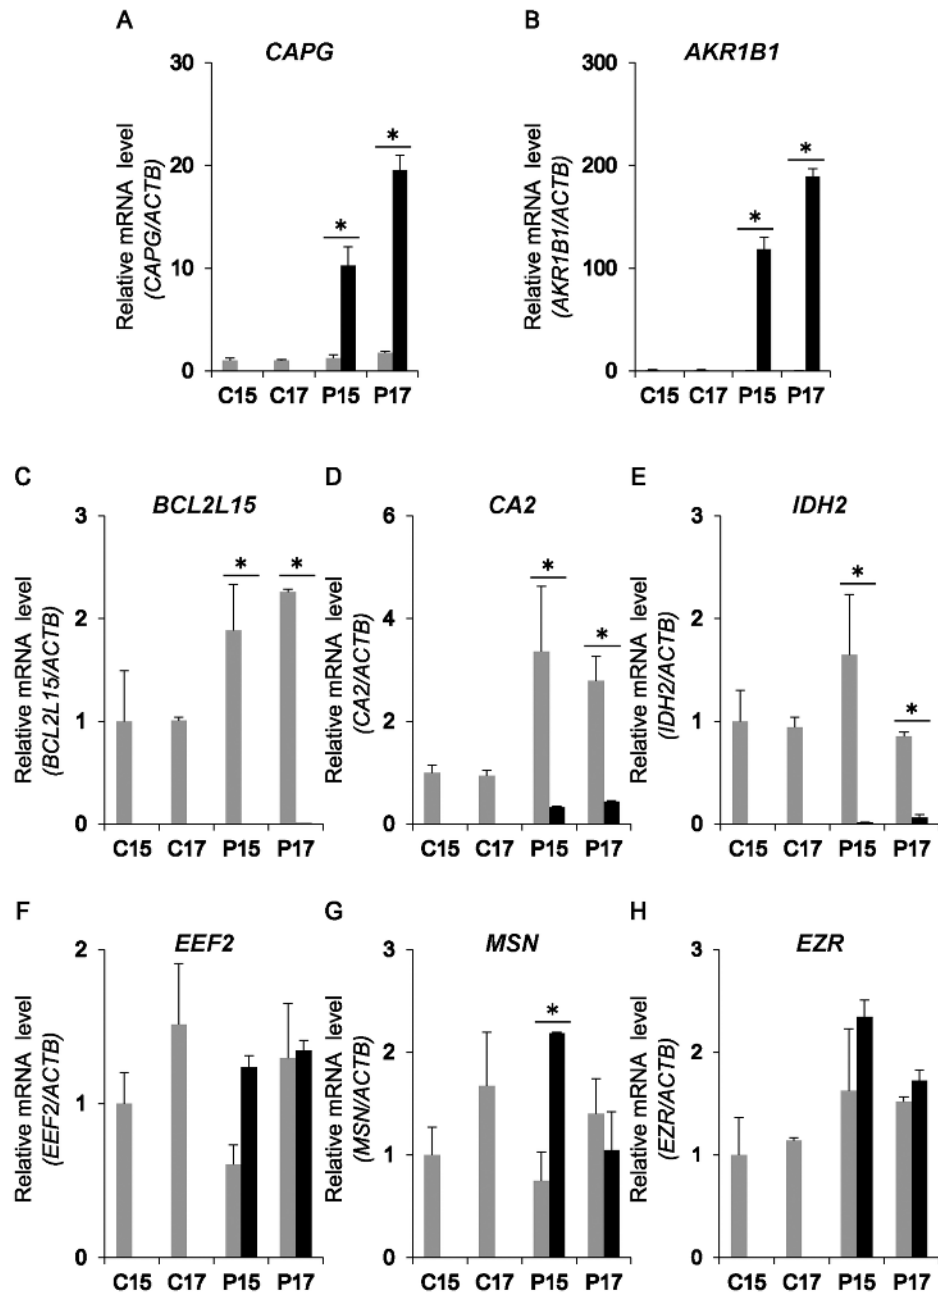 A
CAPG
Relative mRNA level
(CAPG/ACTB)
30
20
10
0
*
*
C15 C17 P15 P17
B
AKR1B1
Relative mRNA level
(AKR1B1/ACTB)
300
200
100
0
*
*
C15 C17 P15 P17
C
BCL2L15
Relative mRNA level
(BCL2L15/ACTB)
3
2
1
0
*
*
C15 C17 P15 P17
D
CA2
Relative mRNA level
(CA2/ACTB)
6
4
2
0
*
*
C15 C17 P15 P17
E
IDH2
Relative mRNA level
(IDH2/ACTB)
3
2
1
0
*
*
C15 C17 P15 P17
F
EEF2
Relative mRNA level
(EEF2/ACTB)
2
1
0
C15 C17 P15 P17
G
MSN
Relative mRNA level
(MSN/ACTB)
3
2
1
0
*
C15 C17 P15 P17
H
EZR
Relative mRNA level
(EZR/ACTB)
3
2
1
0
C15 C17 P15 P17